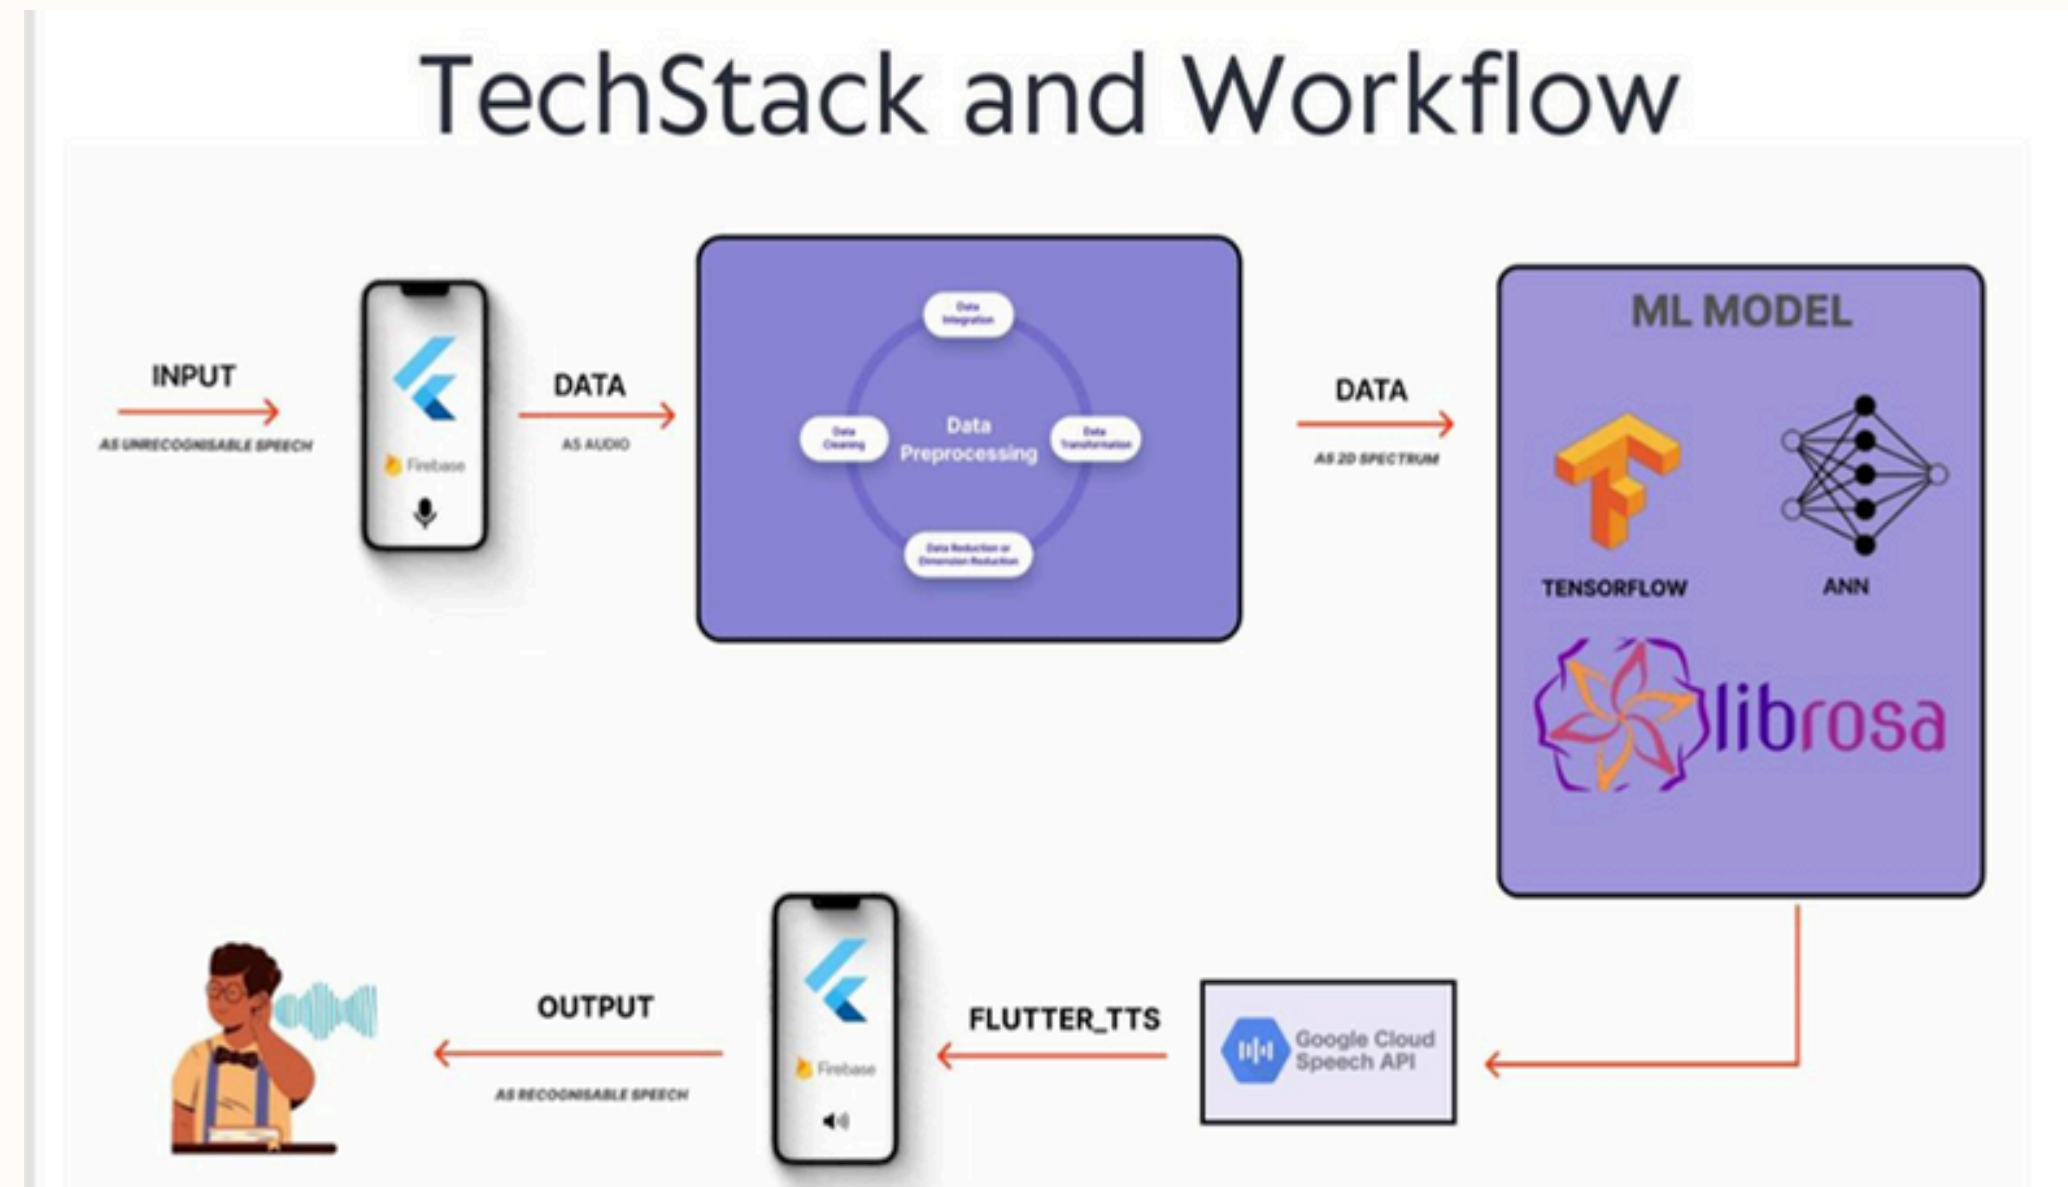 TechStack and Workflow
INPUT
AS UNRECOGNISABLE SPEECH
Firebase
DATA
AS AUDIO
Data
Integration
Data
Cleaning
Data
Preprocessing
Data
Transformation
Data Reduction or
Dimension Reduction
DATA
AS 2D SPECTRUM
ML MODEL
TENSORFLOW
ANN
librosa
Google Cloud
Speech API
FLUTTER_TTS
Firebase
OUTPUT
AS RECOGNISABLE SPEECH